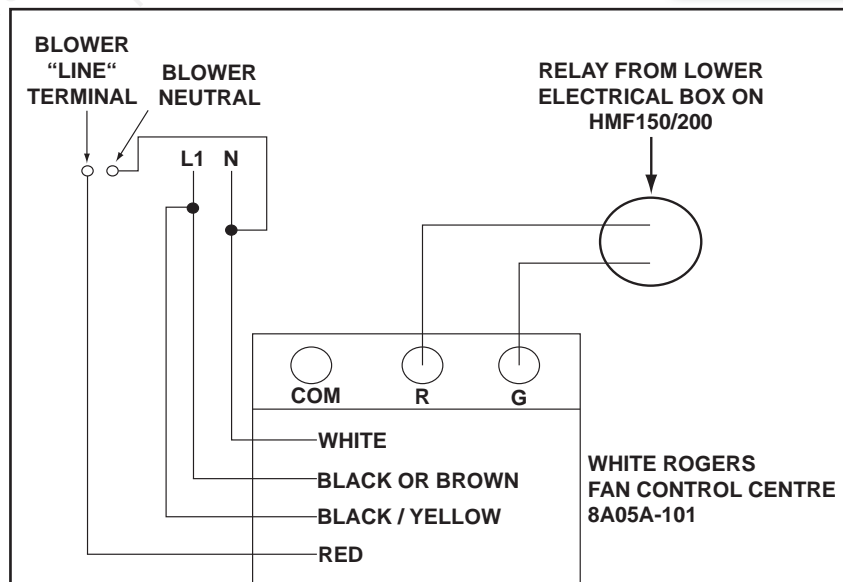 BLOWER
“LINE“
TERMINAL
BLOWER
NEUTRAL
RELAY FROM LOWER
ELECTRICAL BOX ON
HMF150/200
L1 N
COM R G
WHITE
BLACK OR BROWN
BLACK / YELLOW
RED
WHITE ROGERS
FAN CONTROL CENTRE
8A05A-101